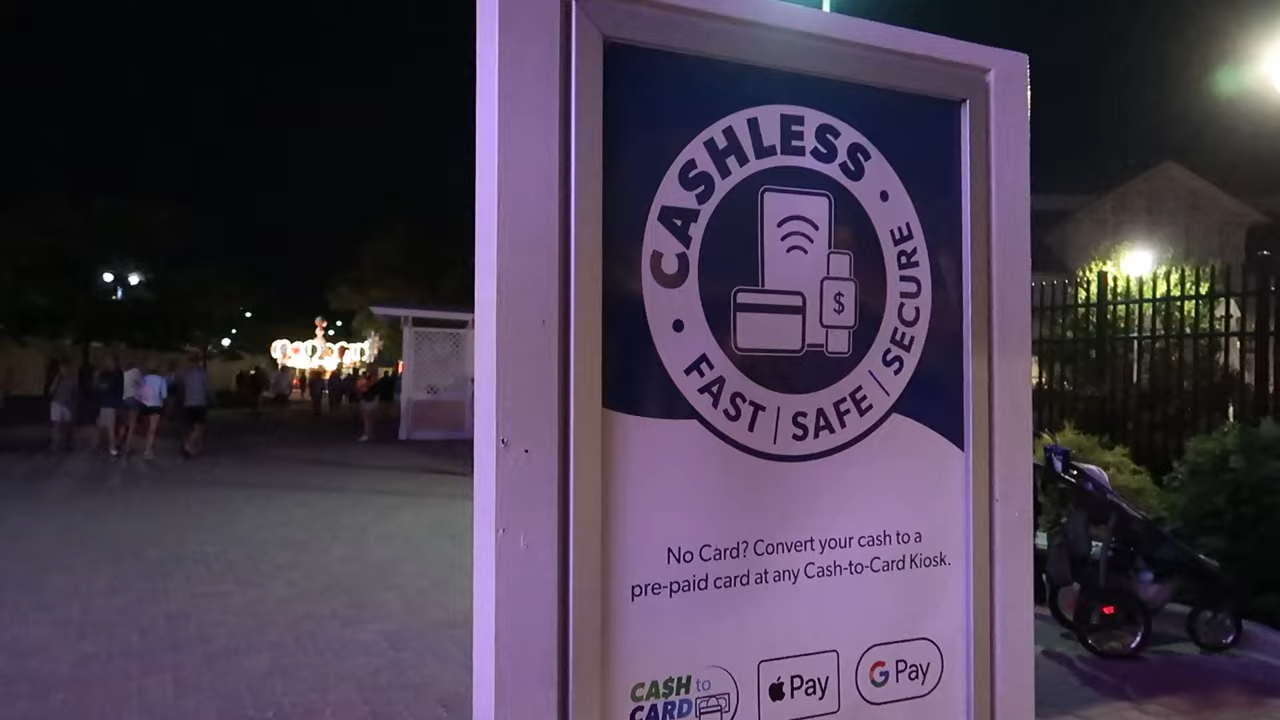 CASHLESS
FAST | SAFE | SECURE
$
No Card? Convert your cash to a
pre-paid card at any Cash-to-Card Kiosk.
CA$H to
CARD
Pay
G Pay